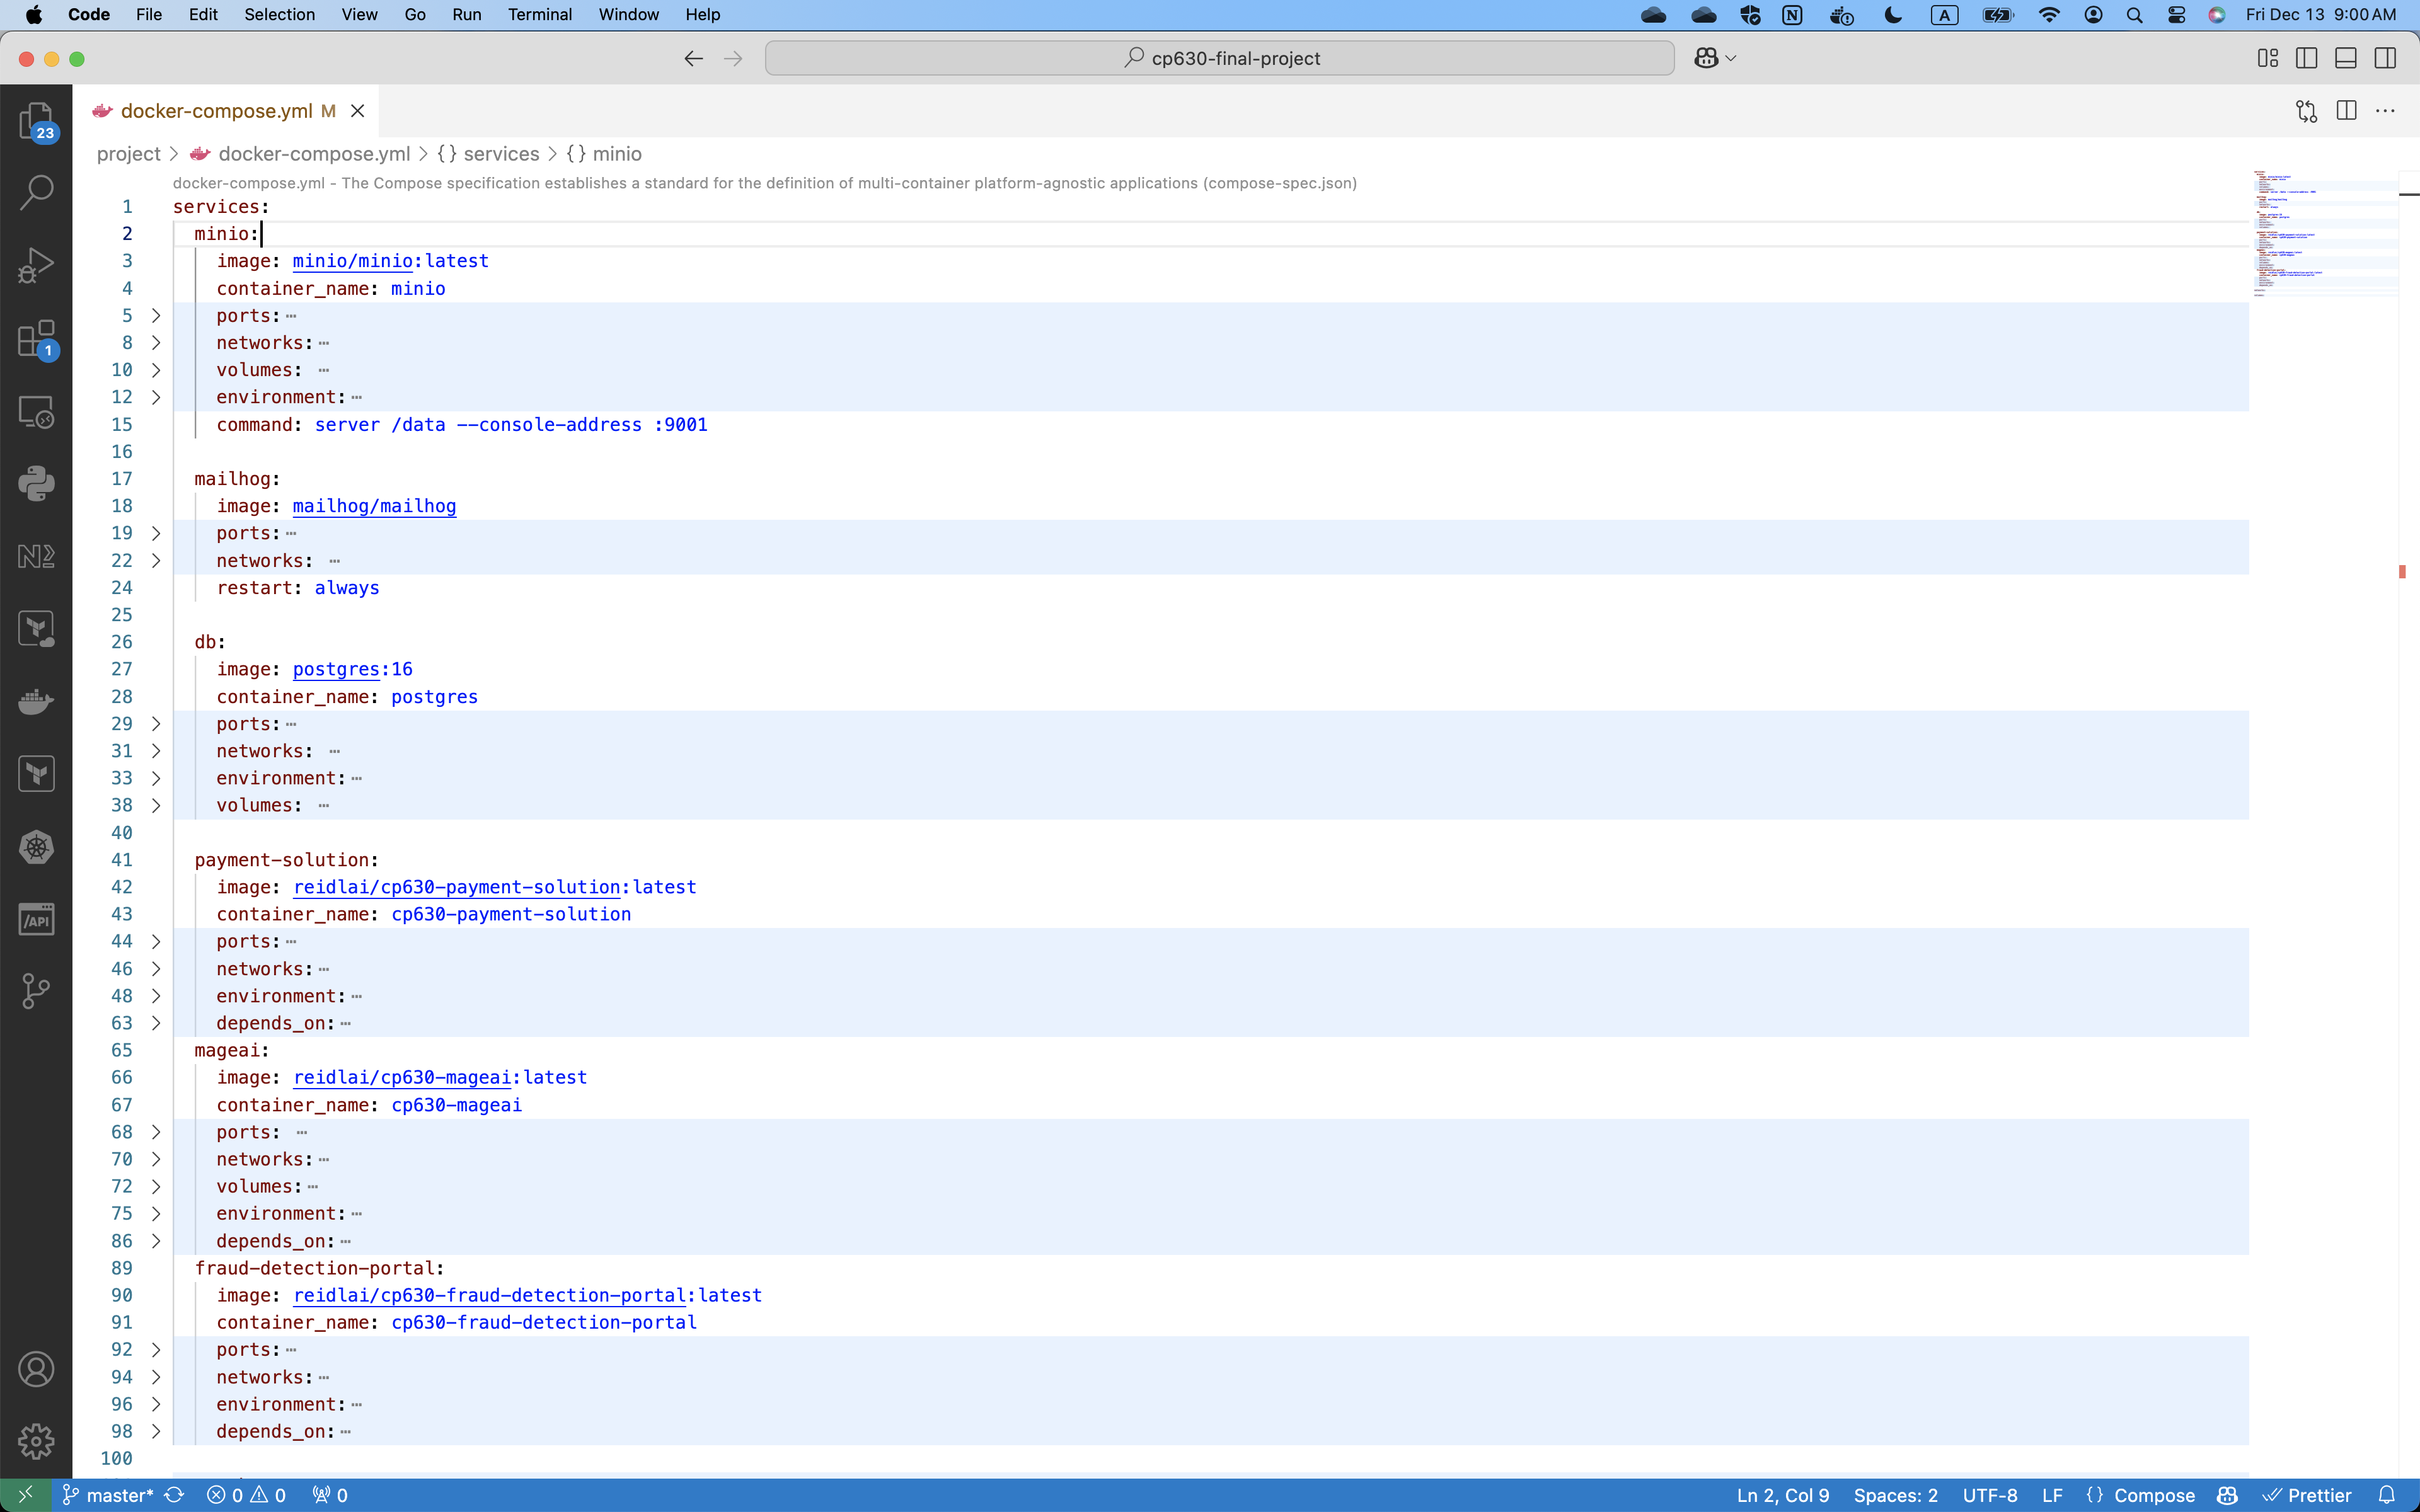 Code File Edit Selection View Go Run Terminal Window Help A Fri Dec 13 9:00 AM
cp630-final-project
docker-compose.yml M
project > docker-compose.yml > {} services > {} minio
docker-compose.yml - The Compose specification establishes a standard for the definition of multi-container platform-agnostic applications (compose-spec.json)
23
1
/API
1 services:
2 minio:
3 image: minio/minio:latest
4 container_name: minio
5 ports:⋯
8 networks:⋯
10 volumes: ⋯
12 environment:⋯
15 command: server /data --console-address :9001
16
17 mailhog:
18 image: mailhog/mailhog
19 ports:⋯
22 networks: ⋯
24 restart: always
25
26 db:
27 image: postgres:16
28 container_name: postgres
29 ports:⋯
31 networks: ⋯
33 environment:⋯
38 volumes: ⋯
40
41 payment-solution:
42 image: reidlai/cp630-payment-solution:latest
43 container_name: cp630-payment-solution
44 ports:⋯
46 networks:⋯
48 environment:⋯
63 depends_on:⋯
65 mageai:
66 image: reidlai/cp630-mageai:latest
67 container_name: cp630-mageai
68 ports: ⋯
70 networks:⋯
72 volumes:⋯
75 environment:⋯
86 depends_on:⋯
89 fraud-detection-portal:
90 image: reidlai/cp630-fraud-detection-portal:latest
91 container_name: cp630-fraud-detection-portal
92 ports:⋯
94 networks:⋯
96 environment:⋯
98 depends_on:⋯
100
master* 0 0 0 Ln 2, Col 9 Spaces: 2 UTF-8 LF {} Compose Prettier